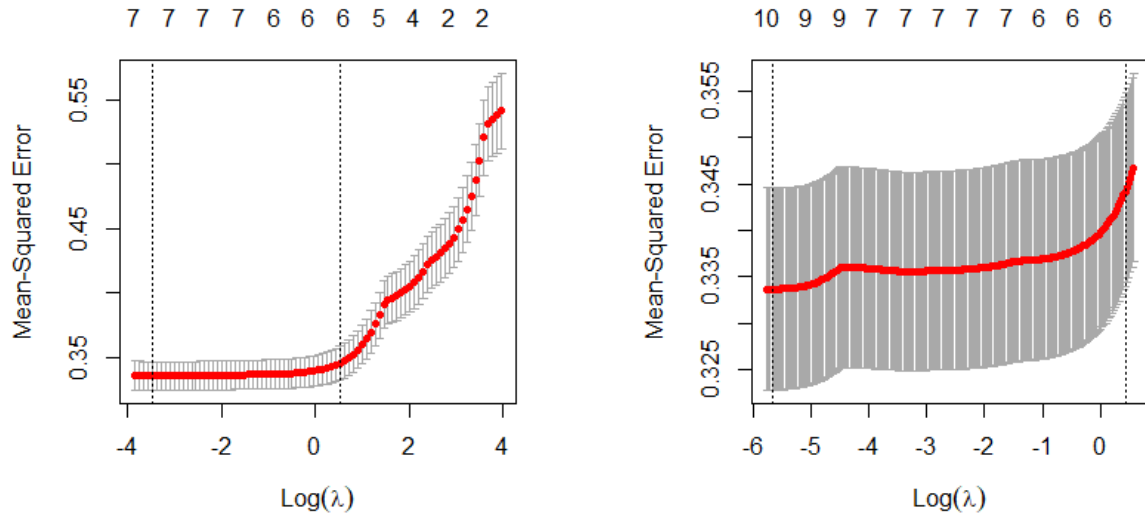 7 7 7 7 6 6 5 4 2 2
Mean-Squared Error
0.35 0.45 0.55
-4 -2 0 2 4
Log(λ)
10 9 9 7 7 7 7 6 6 6
Mean-Squared Error
0.325 0.335 0.345 0.355
-6 -5 -4 -3 -2 -1 0
Log(λ)